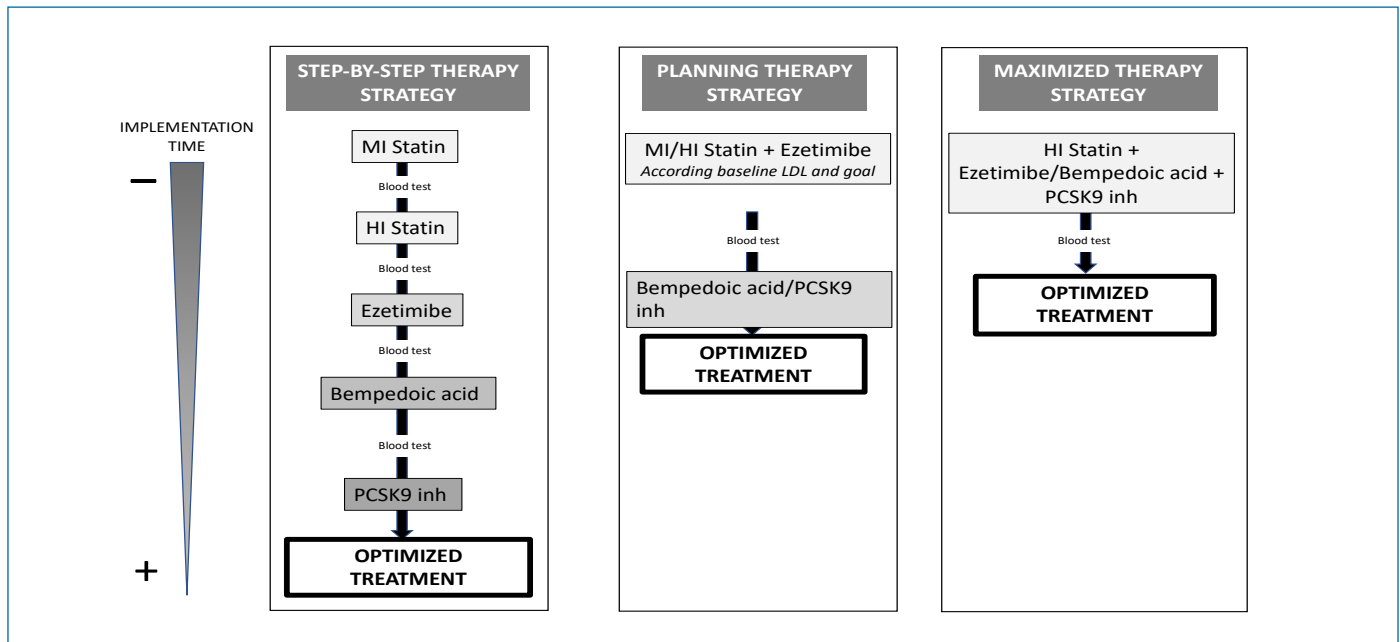 IMPLEMENTATION
TIME
–
+
STEP-BY-STEP THERAPY
STRATEGY
MI Statin
Blood test
HI Statin
Blood test
Ezetimibe
Blood test
Bempedoic acid
Blood test
PCSK9 inh
OPTIMIZED
TREATMENT
PLANNING THERAPY
STRATEGY
MI/HI Statin + Ezetimibe
According baseline LDL and goal
Blood test
Bempedoic acid/PCSK9
inh
OPTIMIZED
TREATMENT
MAXIMIZED THERAPY
STRATEGY
HI Statin +
Ezetimibe/Bempedoic acid +
PCSK9 inh
Blood test
OPTIMIZED
TREATMENT